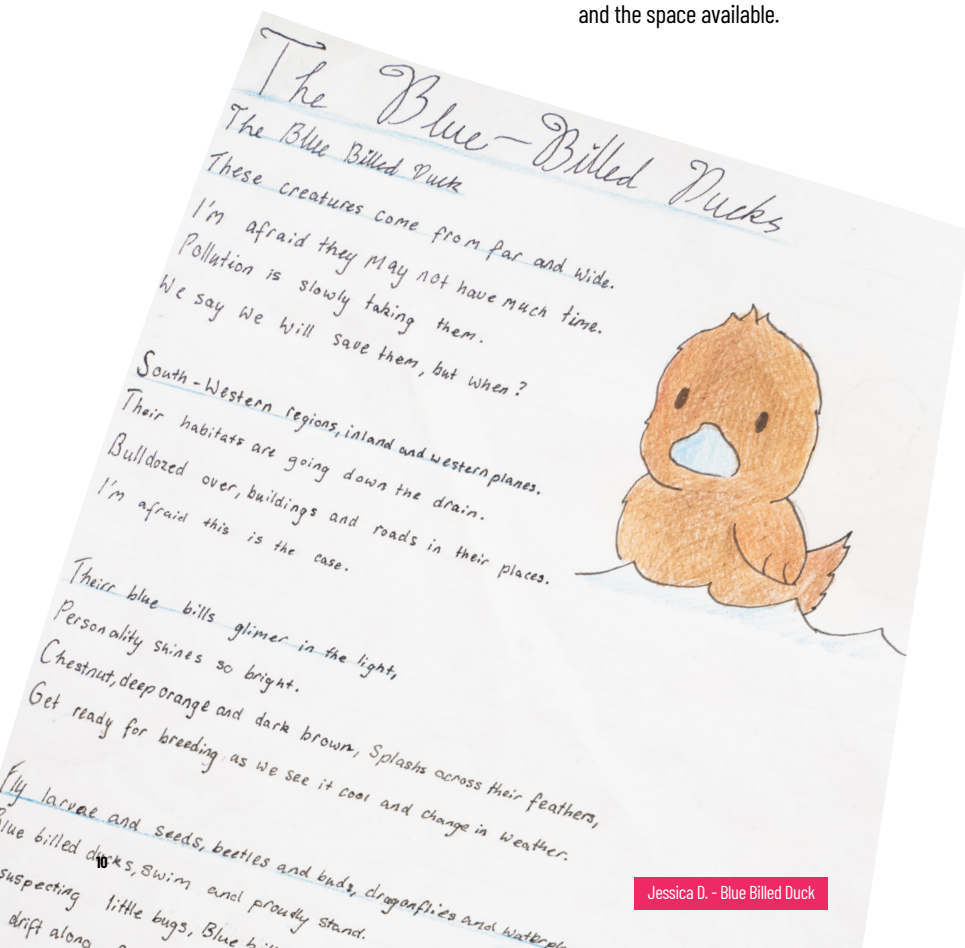 and the space available.
The Blue-Billed Ducks
The Blue Billed Duck
These creatures come from far and wide.
I'm afraid they may not have much time.
Pollution is slowly taking them.
We say we will save them, but when?
South-Western regions, inland and western planes.
Their habitats are going down the drain.
Bulldozed over, buildings and roads in their places.
I'm afraid this is the case.
Theirr blue bills glimer in the light,
Personality shines so bright.
Chestnut, deep orange and dark brown, Splashs across their feathers,
Get ready for breeding as we see it cool and change in weather.
Fly larvae and seeds, beetles and buds, dragonflies and
lue billed ducks, swim and proudly stand.
suspecting little bugs, Blue
drift along
10
Jessica D. - Blue Billed Duck